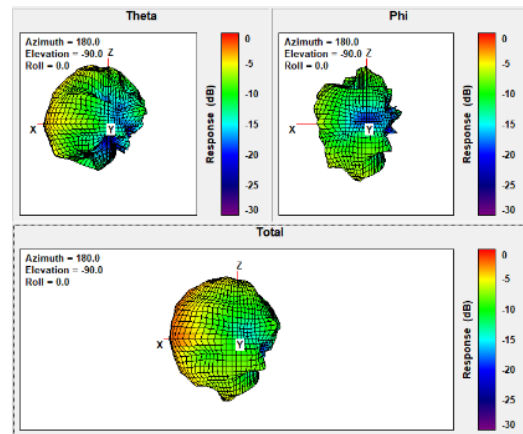 Theta
Azimuth = 180.0
Elevation = -90.0
Roll = 0.0
Z
X
Y
0
-5
-10
-15
-20
-25
-30
Response (dB)
Phi
Azimuth = 180.0
Elevation = -90.0
Roll = 0.0
Z
X
Y
0
-5
-10
-15
-20
-25
-30
Response (dB)
Total
Azimuth = 180.0
Elevation = -90.0
Roll = 0.0
Z
X
Y
0
-5
-10
-15
-20
-25
-30
Response (dB)